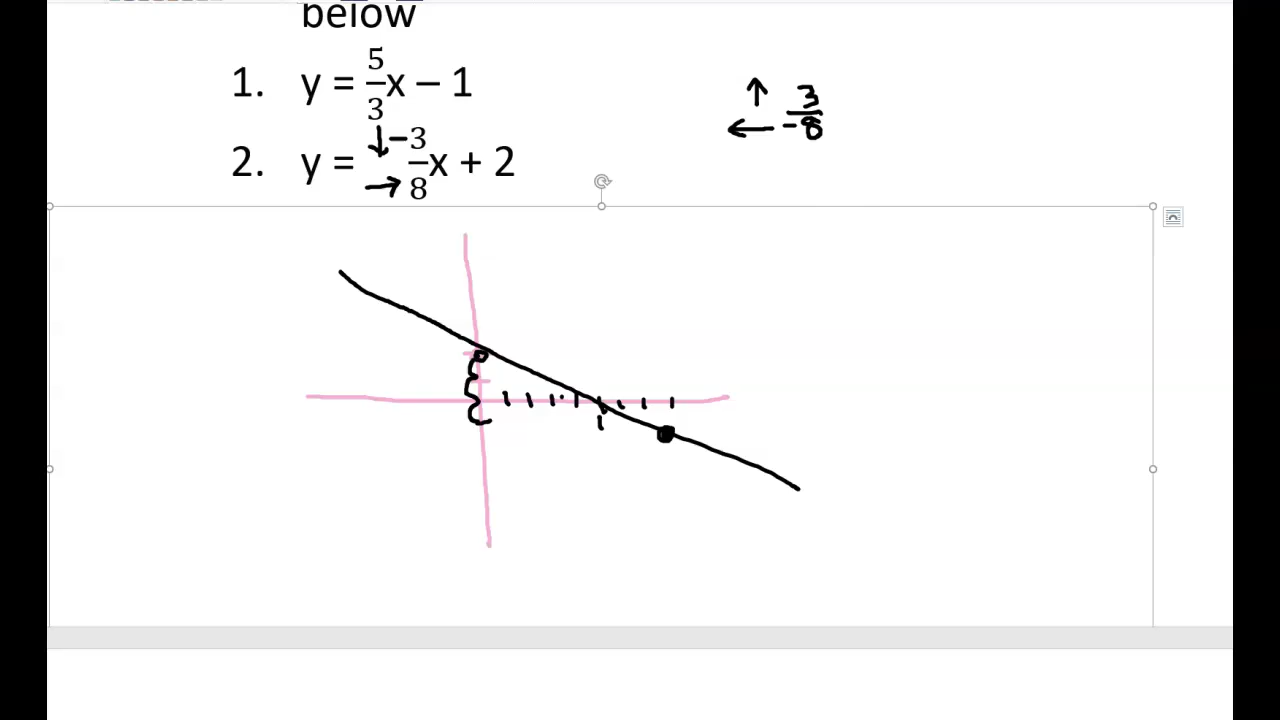 below
1. y = 5/3x – 1
2. y = –3/8x + 2
3/-8